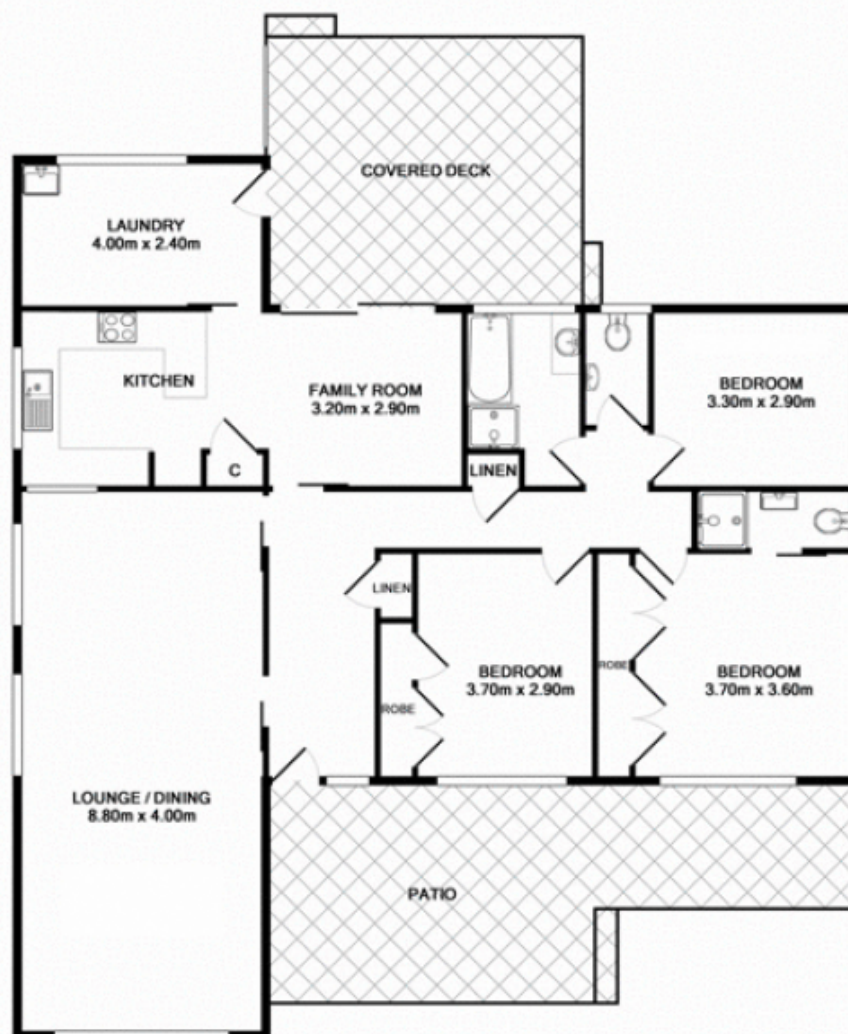 COVERED DECK
LAUNDRY
4.00m x 2.40m
KITCHEN
FAMILY ROOM
3.20m x 2.90m
BEDROOM
3.30m x 2.90m
C
LINEN
LINEN
BEDROOM
3.70m x 2.90m
ROBE
BEDROOM
3.70m x 3.60m
ROBE
LOUNGE / DINING
8.80m x 4.00m
PATIO